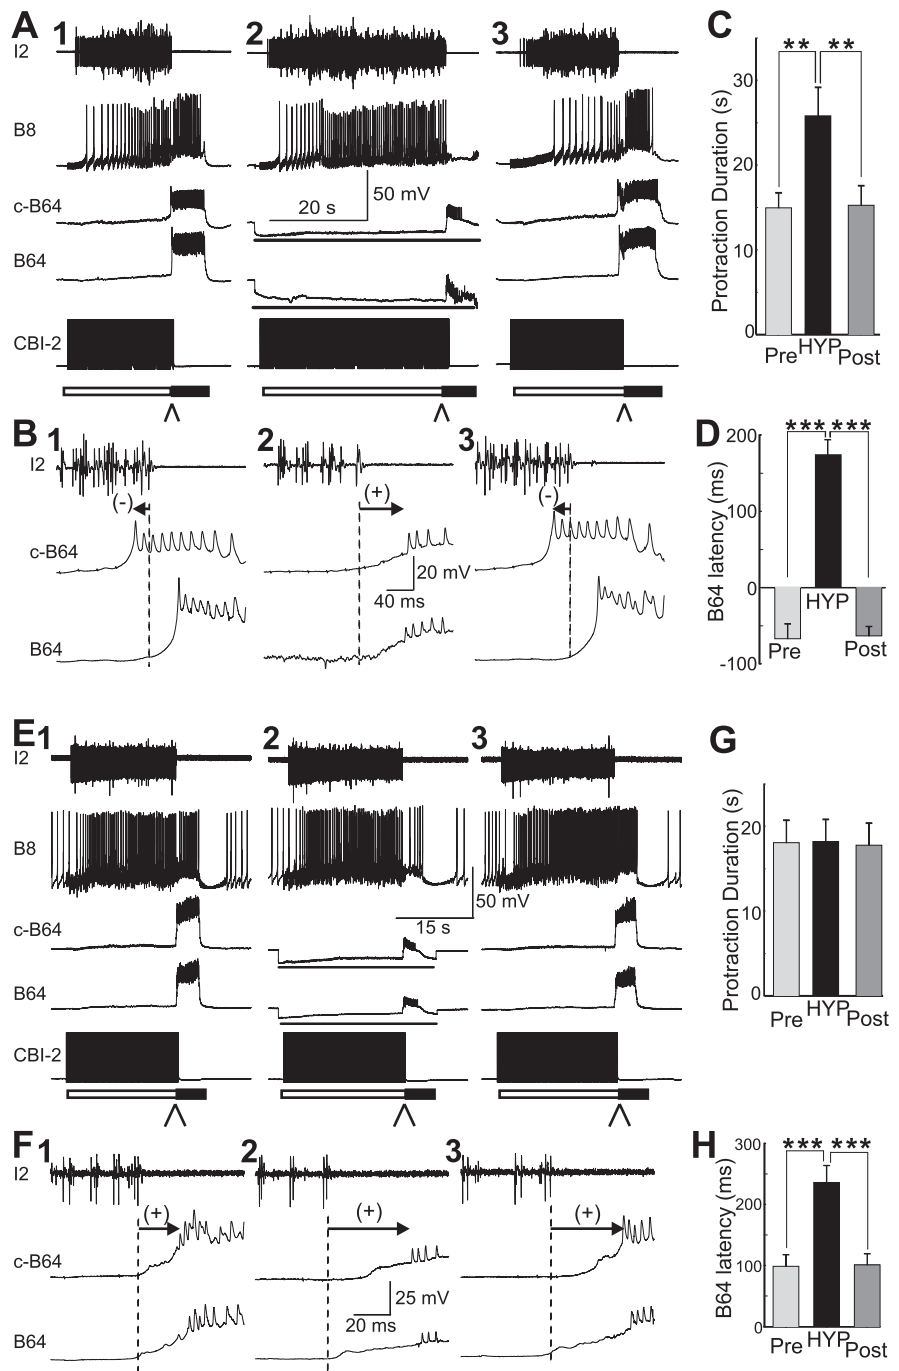 A
1
2
3
I2
B8
c-B64
B64
CBI-2
50 mV
20 s
C
**
**
Protraction Duration (s)
30
20
10
0
Pre
HYP
Post
B
1
2
3
I2
(-)
(+)
(-)
c-B64
20 mV
40 ms
B64
D
***
***
B64 latency (ms)
200
100
0
-100
Pre
HYP
Post
E
1
2
3
I2
B8
c-B64
50 mV
15 s
B64
CBI-2
G
Protraction Duration (s)
20
10
0
Pre
HYP
Post
F
1
2
3
I2
(+)
(+)
(+)
c-B64
25 mV
20 ms
B64
H
***
***
B64 latency (ms)
300
200
100
0
Pre
HYP
Post